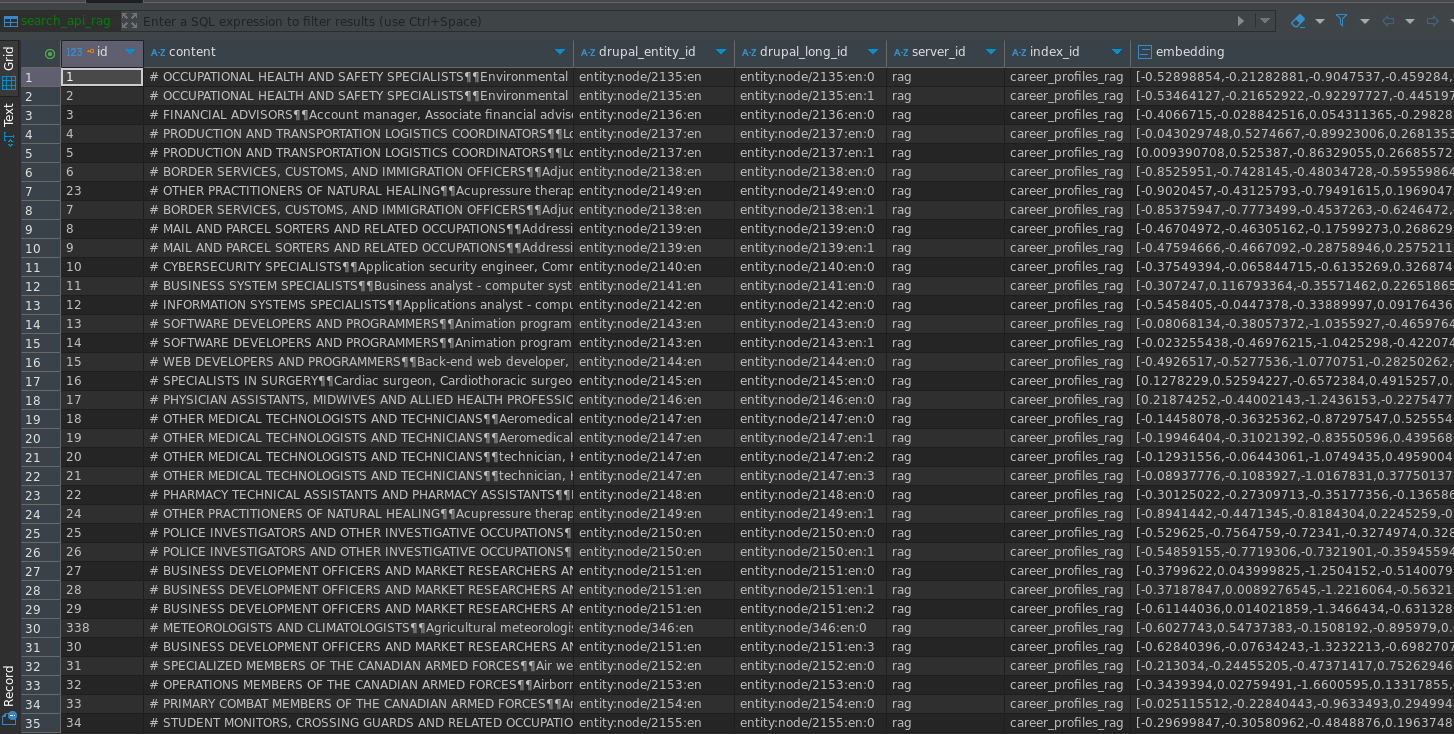 search_api_rag Enter a SQL expression to filter results (use Ctrl+Space)
Grid
Text
Record
123 id A-Z content A-Z drupal_entity_id A-Z drupal_long_id A-Z server_id A-Z index_id embedding
1 1 # OCCUPATIONAL HEALTH AND SAFETY SPECIALISTS¶¶Environmental entity:node/2135:en entity:node/2135:en:0 rag career_profiles_rag [-0.52898854,-0.21282881,-0.9047537,-0.459284,
2 2 # OCCUPATIONAL HEALTH AND SAFETY SPECIALISTS¶¶Environmental entity:node/2135:en entity:node/2135:en:1 rag career_profiles_rag [-0.53464127,-0.21652922,-0.92297727,-0.445197
3 3 # FINANCIAL ADVISORS¶¶Account manager, Associate financial advis entity:node/2136:en entity:node/2136:en:0 rag career_profiles_rag [-0.4066715,-0.028842516,0.054311365,-0.29828
4 4 # PRODUCTION AND TRANSPORTATION LOGISTICS COORDINATORS¶¶Lo entity:node/2137:en entity:node/2137:en:0 rag career_profiles_rag [-0.043029748,0.5274667,-0.89923006,0.2681353
5 5 # PRODUCTION AND TRANSPORTATION LOGISTICS COORDINATORS¶¶Lo entity:node/2137:en entity:node/2137:en:1 rag career_profiles_rag [0.009390708,0.525387,-0.86329055,0.26685572
6 6 # BORDER SERVICES, CUSTOMS, AND IMMIGRATION OFFICERS¶¶Adjud entity:node/2138:en entity:node/2138:en:0 rag career_profiles_rag [-0.8525951,-0.7428145,-0.48034728,-0.5955986
7 23 # OTHER PRACTITIONERS OF NATURAL HEALING¶¶Acupressure therap entity:node/2149:en entity:node/2149:en:0 rag career_profiles_rag [-0.9020457,-0.43125793,-0.79491615,0.1969047
8 7 # BORDER SERVICES, CUSTOMS, AND IMMIGRATION OFFICERS¶¶Adjud entity:node/2138:en entity:node/2138:en:1 rag career_profiles_rag [-0.85375947,-0.7773499,-0.4537263,-0.6246472,
9 8 # MAIL AND PARCEL SORTERS AND RELATED OCCUPATIONS¶¶Addressi entity:node/2139:en entity:node/2139:en:0 rag career_profiles_rag [-0.46704972,-0.46305162,-0.17599273,0.268629
10 9 # MAIL AND PARCEL SORTERS AND RELATED OCCUPATIONS¶¶Addressi entity:node/2139:en entity:node/2139:en:1 rag career_profiles_rag [-0.47594666,-0.4667092,-0.28758946,0.2575211
11 10 # CYBERSECURITY SPECIALISTS¶¶Application security engineer, Com entity:node/2140:en entity:node/2140:en:0 rag career_profiles_rag [-0.37549394,-0.065844715,-0.6135269,0.326874
12 11 # BUSINESS SYSTEM SPECIALISTS¶¶Business analyst - computer syst entity:node/2141:en entity:node/2141:en:0 rag career_profiles_rag [-0.307247,0.116793364,-0.35571462,0.22651865
13 12 # INFORMATION SYSTEMS SPECIALISTS¶¶Applications analyst - compu entity:node/2142:en entity:node/2142:en:0 rag career_profiles_rag [-0.5458405,-0.0447378,-0.33889997,0.09176436
14 13 # SOFTWARE DEVELOPERS AND PROGRAMMERS¶¶Animation program entity:node/2143:en entity:node/2143:en:0 rag career_profiles_rag [-0.08068134,-0.38057372,-1.0355927,-0.4659764
15 14 # SOFTWARE DEVELOPERS AND PROGRAMMERS¶¶Animation program entity:node/2143:en entity:node/2143:en:1 rag career_profiles_rag [-0.023255438,-0.46976215,-1.0425298,-0.422074
16 15 # WEB DEVELOPERS AND PROGRAMMERS¶¶Back-end web developer, entity:node/2144:en entity:node/2144:en:0 rag career_profiles_rag [-0.4926517,-0.5277536,-1.0770751,-0.28250262,
17 16 # SPECIALISTS IN SURGERY¶¶Cardiac surgeon, Cardiothoracic surgeo entity:node/2145:en entity:node/2145:en:0 rag career_profiles_rag [0.1278229,0.52594227,-0.6572384,0.4915257,0.
18 17 # PHYSICIAN ASSISTANTS, MIDWIVES AND ALLIED HEALTH PROFESSIO entity:node/2146:en entity:node/2146:en:0 rag career_profiles_rag [0.21874252,-0.44002143,-1.2436153,-0.2275477
19 18 # OTHER MEDICAL TECHNOLOGISTS AND TECHNICIANS¶¶Aeromedical entity:node/2147:en entity:node/2147:en:0 rag career_profiles_rag [-0.14458078,-0.36325362,-0.87297547,0.525554
20 19 # OTHER MEDICAL TECHNOLOGISTS AND TECHNICIANS¶¶Aeromedical entity:node/2147:en entity:node/2147:en:1 rag career_profiles_rag [-0.19946404,-0.31021392,-0.83550596,0.439568
21 20 # OTHER MEDICAL TECHNOLOGISTS AND TECHNICIANS¶¶technician, entity:node/2147:en entity:node/2147:en:2 rag career_profiles_rag [-0.12931556,-0.06443061,-1.0749435,0.4959004
22 21 # OTHER MEDICAL TECHNOLOGISTS AND TECHNICIANS¶¶technician, entity:node/2147:en entity:node/2147:en:3 rag career_profiles_rag [-0.08937776,-0.1083927,-1.0167831,0.37750137
23 22 # PHARMACY TECHNICAL ASSISTANTS AND PHARMACY ASSISTANTS¶¶ entity:node/2148:en entity:node/2148:en:0 rag career_profiles_rag [-0.30125022,-0.27309713,-0.35177356,-0.136586
24 24 # OTHER PRACTITIONERS OF NATURAL HEALING¶¶Acupressure therap entity:node/2149:en entity:node/2149:en:1 rag career_profiles_rag [-0.8941442,-0.4471345,-0.8184304,0.2245259,-0
25 25 # POLICE INVESTIGATORS AND OTHER INVESTIGATIVE OCCUPATIONS¶ entity:node/2150:en entity:node/2150:en:0 rag career_profiles_rag [-0.529625,-0.7564759,-0.72341,-0.3274974,0.328
26 26 # POLICE INVESTIGATORS AND OTHER INVESTIGATIVE OCCUPATIONS¶ entity:node/2150:en entity:node/2150:en:1 rag career_profiles_rag [-0.54859155,-0.7719306,-0.7321901,-0.35945594
27 27 # BUSINESS DEVELOPMENT OFFICERS AND MARKET RESEARCHERS AN entity:node/2151:en entity:node/2151:en:0 rag career_profiles_rag [-0.3799622,0.043999825,-1.2504152,-0.5140079
28 28 # BUSINESS DEVELOPMENT OFFICERS AND MARKET RESEARCHERS AN entity:node/2151:en entity:node/2151:en:1 rag career_profiles_rag [-0.37187847,0.0089276545,-1.2216064,-0.56321
29 29 # BUSINESS DEVELOPMENT OFFICERS AND MARKET RESEARCHERS AN entity:node/2151:en entity:node/2151:en:2 rag career_profiles_rag [-0.61144036,0.014021859,-1.3466434,-0.631328
30 338 # METEOROLOGISTS AND CLIMATOLOGISTS¶¶Agricultural meteorologis entity:node/346:en entity:node/346:en:0 rag career_profiles_rag [-0.6027743,0.54737383,-0.1508192,-0.895979,0.
31 30 # BUSINESS DEVELOPMENT OFFICERS AND MARKET RESEARCHERS AN entity:node/2151:en entity:node/2151:en:3 rag career_profiles_rag [-0.62840396,-0.07634243,-1.3232213,-0.6982707
32 31 # SPECIALIZED MEMBERS OF THE CANADIAN ARMED FORCES¶¶Air we entity:node/2152:en entity:node/2152:en:0 rag career_profiles_rag [-0.213034,-0.24455205,-0.47371417,0.75262946
33 32 # OPERATIONS MEMBERS OF THE CANADIAN ARMED FORCES¶¶Airborn entity:node/2153:en entity:node/2153:en:0 rag career_profiles_rag [-0.3439394,0.02759491,-1.6600595,0.13317855,
34 33 # PRIMARY COMBAT MEMBERS OF THE CANADIAN ARMED FORCES¶¶Ar entity:node/2154:en entity:node/2154:en:0 rag career_profiles_rag [-0.025115512,-0.22840443,-0.9633493,0.294994
35 34 # STUDENT MONITORS, CROSSING GUARDS AND RELATED OCCUPATIO entity:node/2155:en entity:node/2155:en:0 rag career_profiles_rag [-0.29699847,-0.30580962,-0.4848876,0.1963748